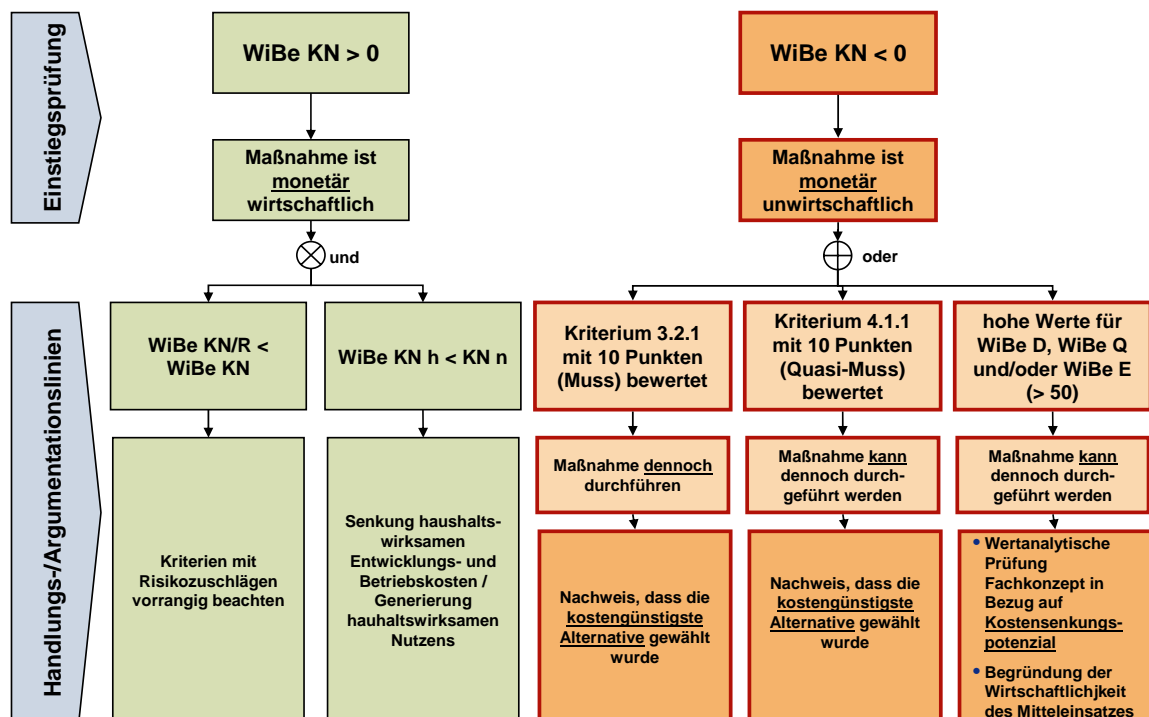 Einstiegsprüfung
WiBe KN > 0
WiBe KN < 0
Maßnahme ist
monetär
wirtschaftlich
Maßnahme ist
monetär
unwirtschaftlich
und
oder
Handlungs-/Argumentationslinien
WiBe KN/R <
WiBe KN
WiBe KN h < KN n
Kriterium 3.2.1
mit 10 Punkten
(Muss) bewertet
Kriterium 4.1.1
mit 10 Punkten
(Quasi-Muss)
bewertet
hohe Werte für
WiBe D, WiBe Q
und/oder WiBe E
(> 50)
Maßnahme dennoch
durchführen
Maßnahme kann
dennoch durch-
geführt werden
Maßnahme kann
dennoch durch-
geführt werden
Kriterien mit
Risikozuschlägen
vorrangig beachten
Senkung haushalts-
wirksamen
Entwicklungs- und
Betriebskosten /
Generierung
hauhaltswirksamen
Nutzens
Nachweis, dass die
kostengünstigste
Alternative gewählt
wurde
Nachweis, dass die
kostengünstigste
Alternative gewählt
wurde
• Wertanalytische
Prüfung
Fachkonzept in
Bezug auf
Kostensenkungs-
potenzial
• Begründung der
Wirtschaftlichjkeit
des Mitteleinsatzes